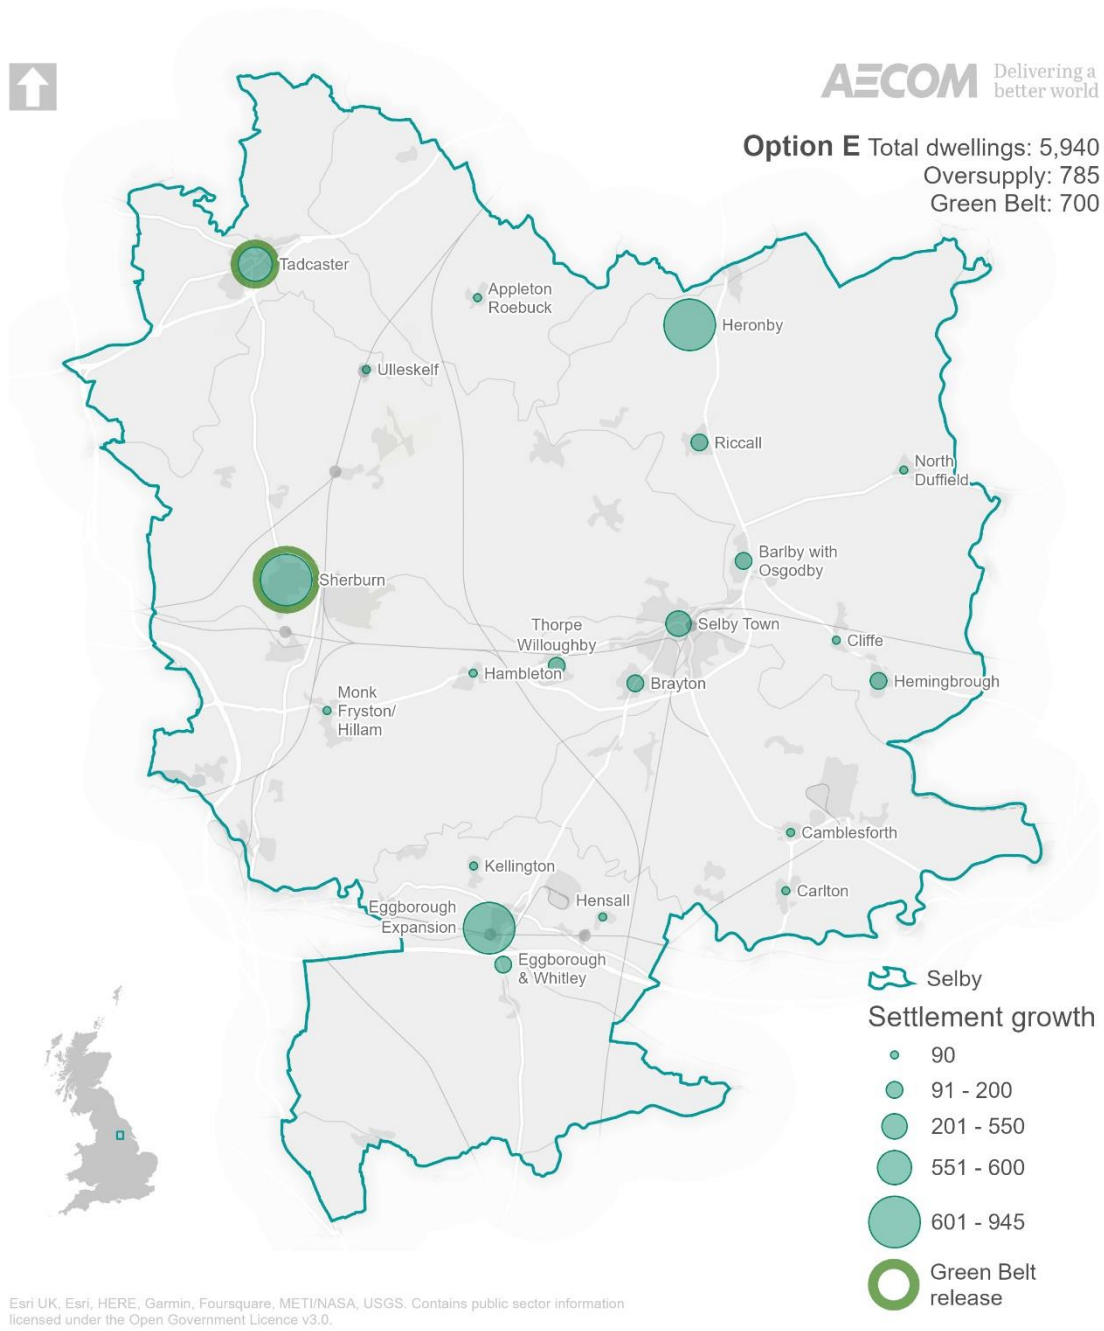 AECOM Delivering a
better world
Option E Total dwellings: 5,940
Oversupply: 785
Green Belt: 700
Tadcaster
Appleton
Roebuck
Heronby
Ulleskelf
Riccall
North
Duffield
Barlby with
Osgodby
Sherburn
Selby Town
Thorpe
Willoughby
Cliffe
Hambleton
Brayton
Hemingbrough
Monk
Fryston/
Hillam
Camblesforth
Kellington
Carlton
Hensall
Eggborough
Expansion
Eggborough
& Whitley
Selby
Settlement growth
90
91 - 200
201 - 550
551 - 600
601 - 945
Green Belt
release
Esri UK, Esri, HERE, Garmin, Foursquare, METI/NASA, USGS. Contains public sector information
licensed under the Open Government Licence v3.0.